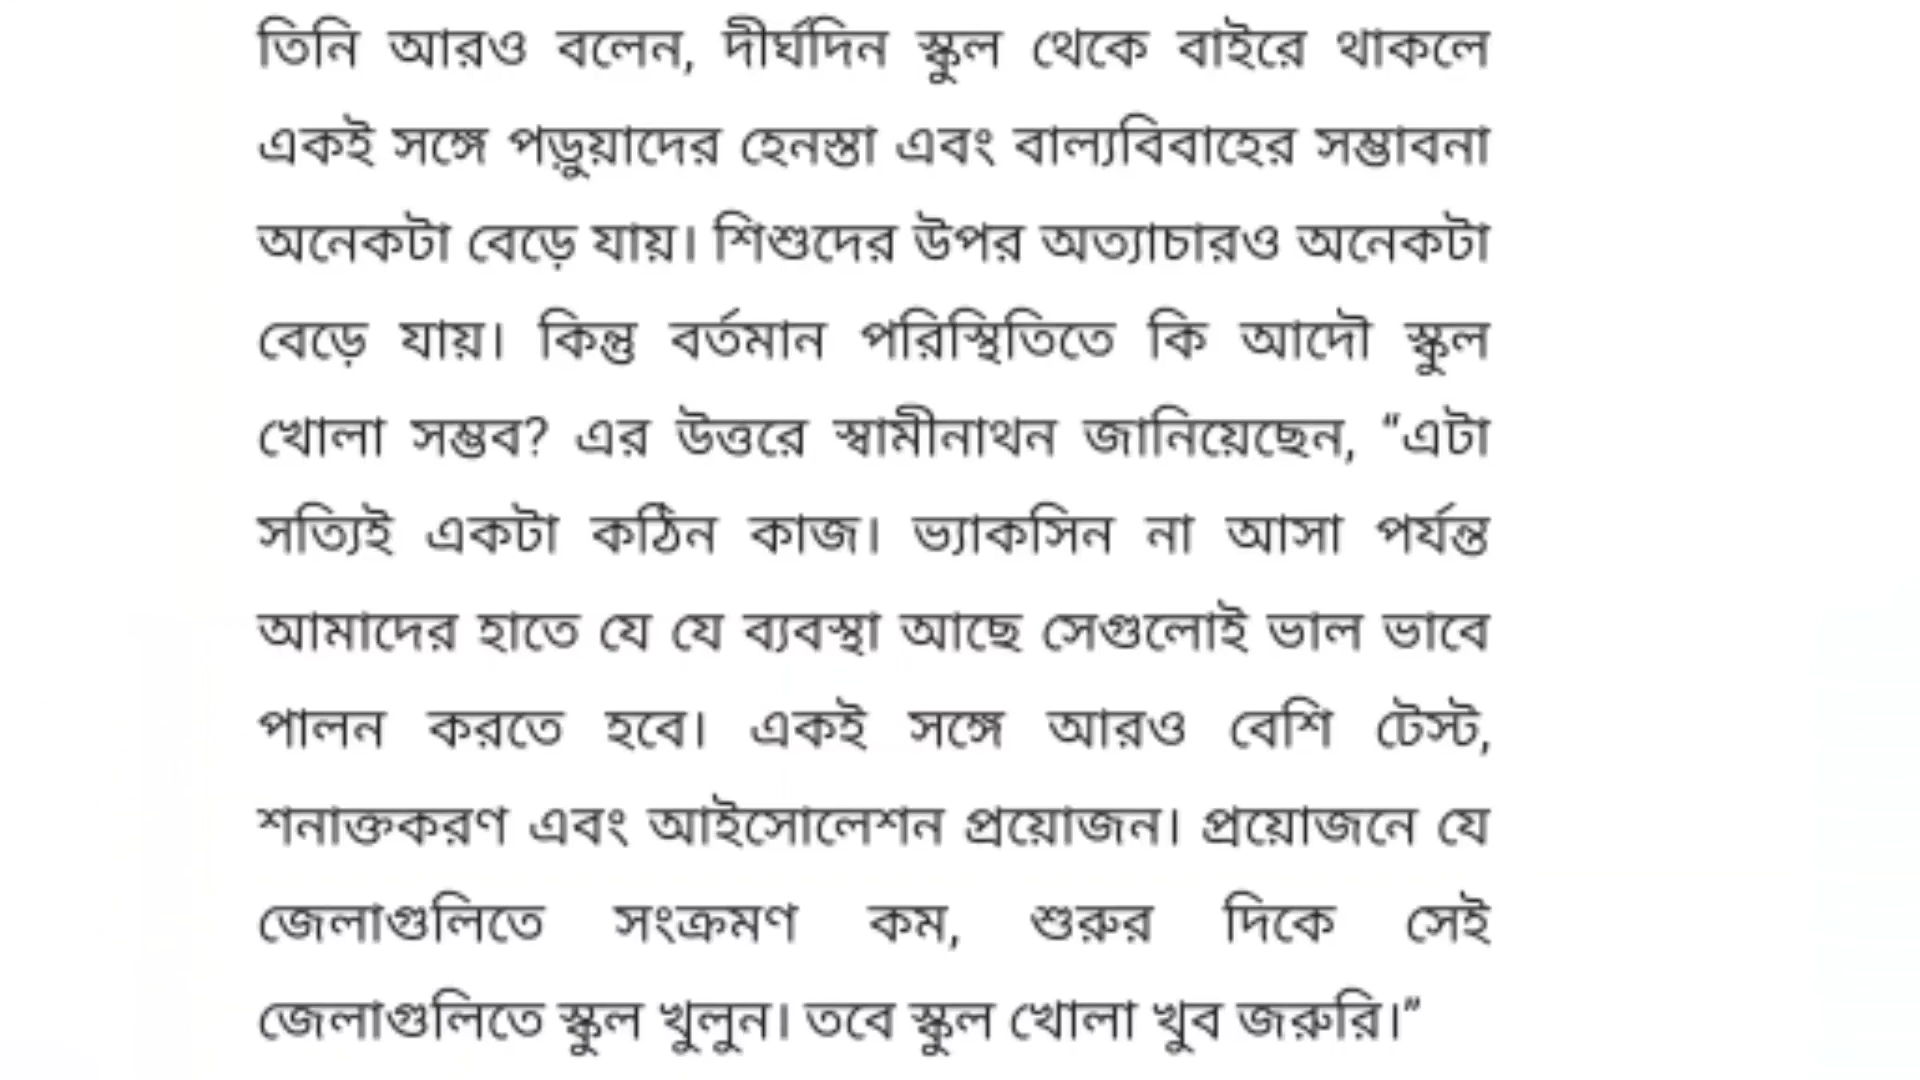 তিনি আরও বলেন, দীর্ঘদিন স্কুল থেকে বাইরে থাকলে
একই সঙ্গে পড়ুয়াদের হেনস্তা এবং বাল্যবিবাহের সম্ভাবনা
অনেকটা বেড়ে যায়। শিশুদের উপর অত্যাচারও অনেকটা
বেড়ে যায়। কিন্তু বর্তমান পরিস্থিতিতে কি আদৌ স্কুল
খোলা সম্ভব? এর উত্তরে স্বামীনাথন জানিয়েছেন, “এটা
সত্যিই একটা কঠিন কাজ। ভ্যাকসিন না আসা পর্যন্ত
আমাদের হাতে যে যে ব্যবস্থা আছে সেগুলোই ভাল ভাবে
পালন করতে হবে। একই সঙ্গে আরও বেশি টেস্ট,
শনাক্তকরণ এবং আইসোলেশন প্রয়োজন। প্রয়োজনে যে
জেলাগুলিতে সংক্রমণ কম, শুরুর দিকে সেই
জেলাগুলিতে স্কুল খুলুন। তবে স্কুল খোলা খুব জরুরি।”